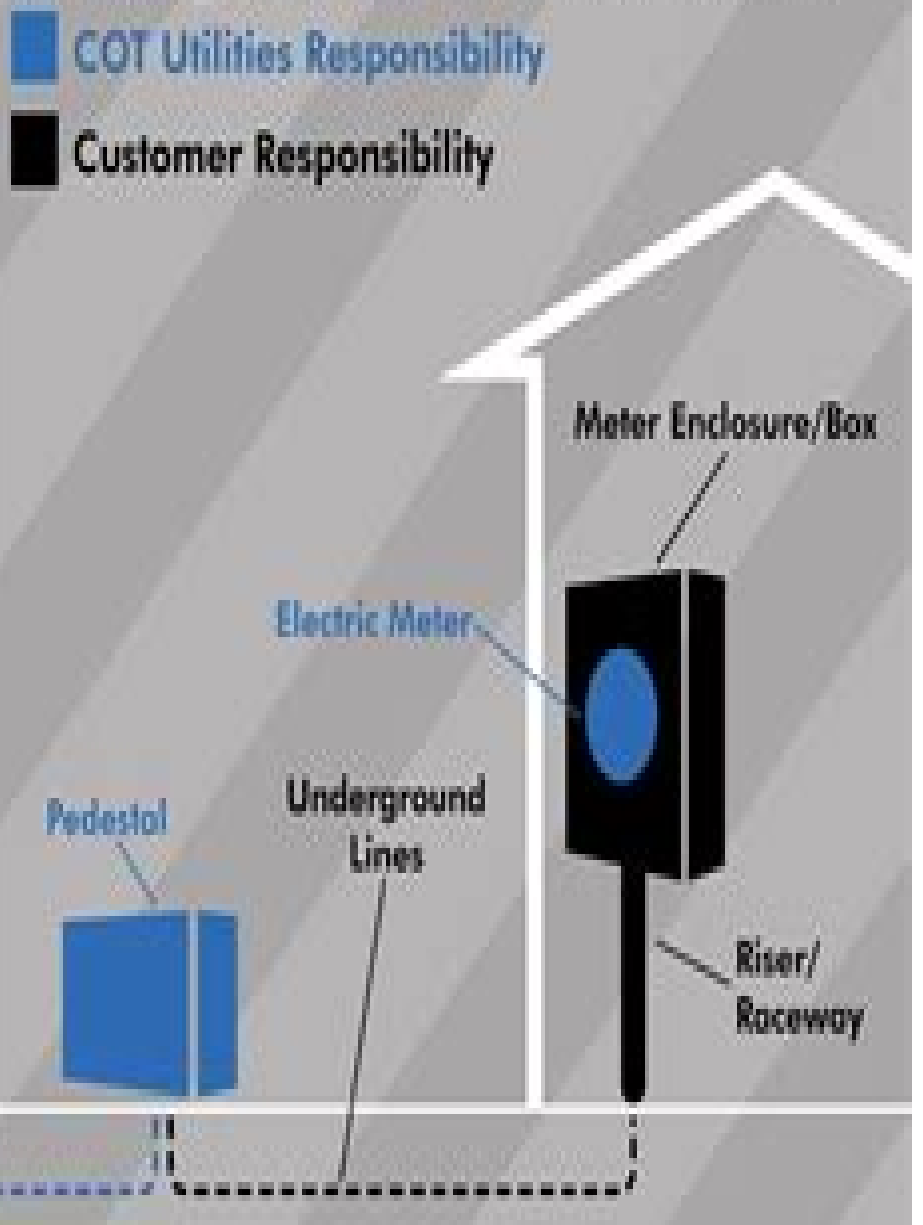 COT Utilities Responsibility
Customer Responsibility
Meter Enclosure/Box
Electric Meter
Pedestal
Underground
Lines
Riser/
Raceway